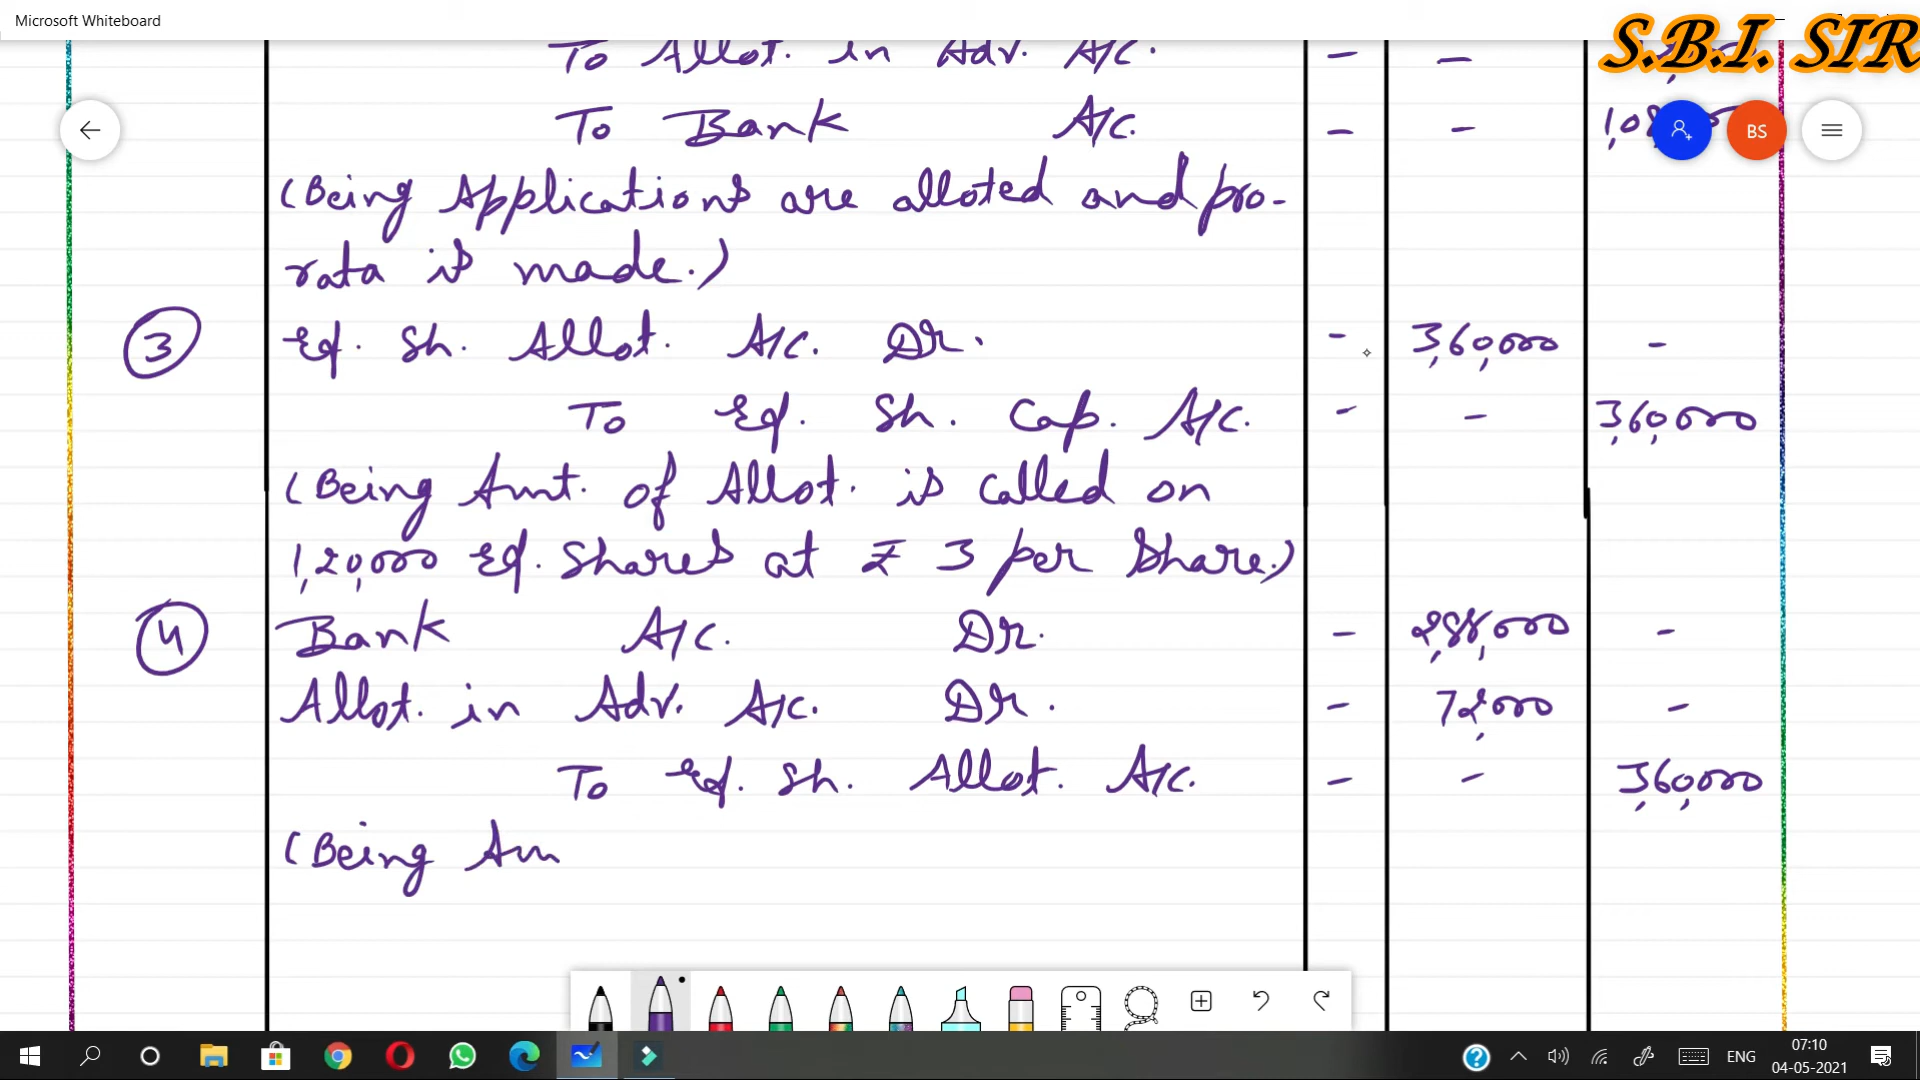 Microsoft Whiteboard
S.B.I. SIR
To Allot. in Adv. A/c. - -
To Bank A/c. - -
BS
(Being Applications are alloted and pro-
rata is made.)
3 Eq. Sh. Allot. A/c. Dr. - 3,60,000 -
To Eq. Sh. Cap. A/c. - - 3,60,000
(Being Amt. of Allot. is called on
1,20,000 Eq. Shares at ₹ 3 per Share.)
4 Bank A/c. Dr. - 2,88,000 -
Allot. in Adv. A/c. Dr. - 72,000 -
To Eq. Sh. Allot. A/c. - - 3,60,000
(Being Am
ENG
07:10
04-05-2021